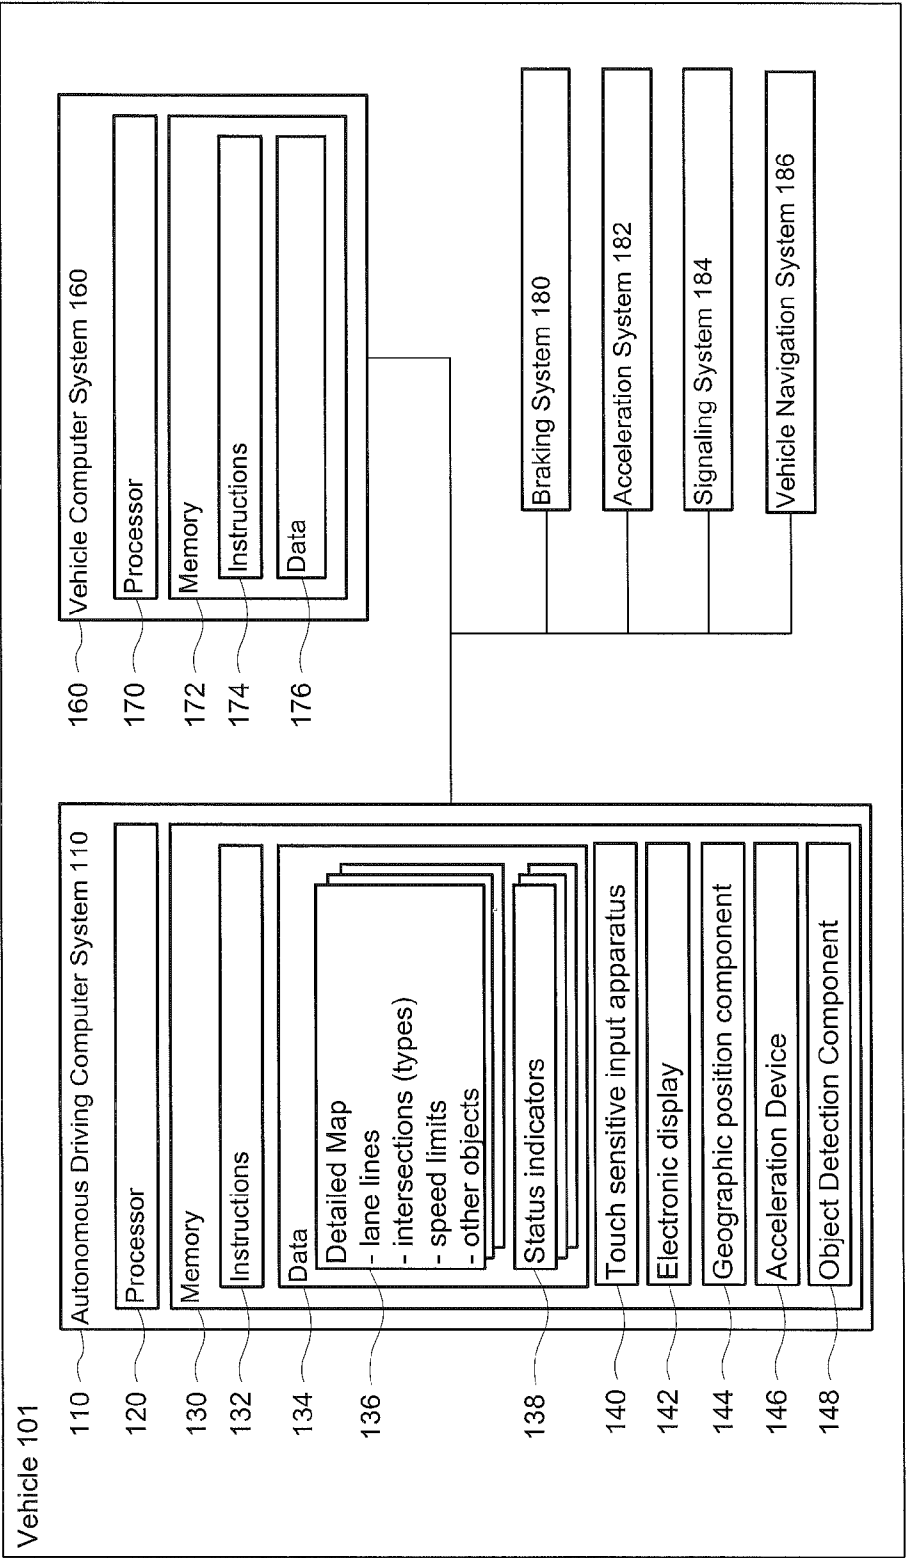 Vehicle 101
110
Autonomous Driving Computer System 110
120
Processor
130
Memory
132
Instructions
134
Data
136
Detailed Map
- lane lines
- intersections (types)
- speed limits
- other objects
138
Status indicators
140
Touch sensitive input apparatus
142
Electronic display
144
Geographic position component
146
Acceleration Device
148
Object Detection Component
160
Vehicle Computer System 160
170
Processor
172
Memory
174
Instructions
176
Data
Braking System 180
Acceleration System 182
Signaling System 184
Vehicle Navigation System 186